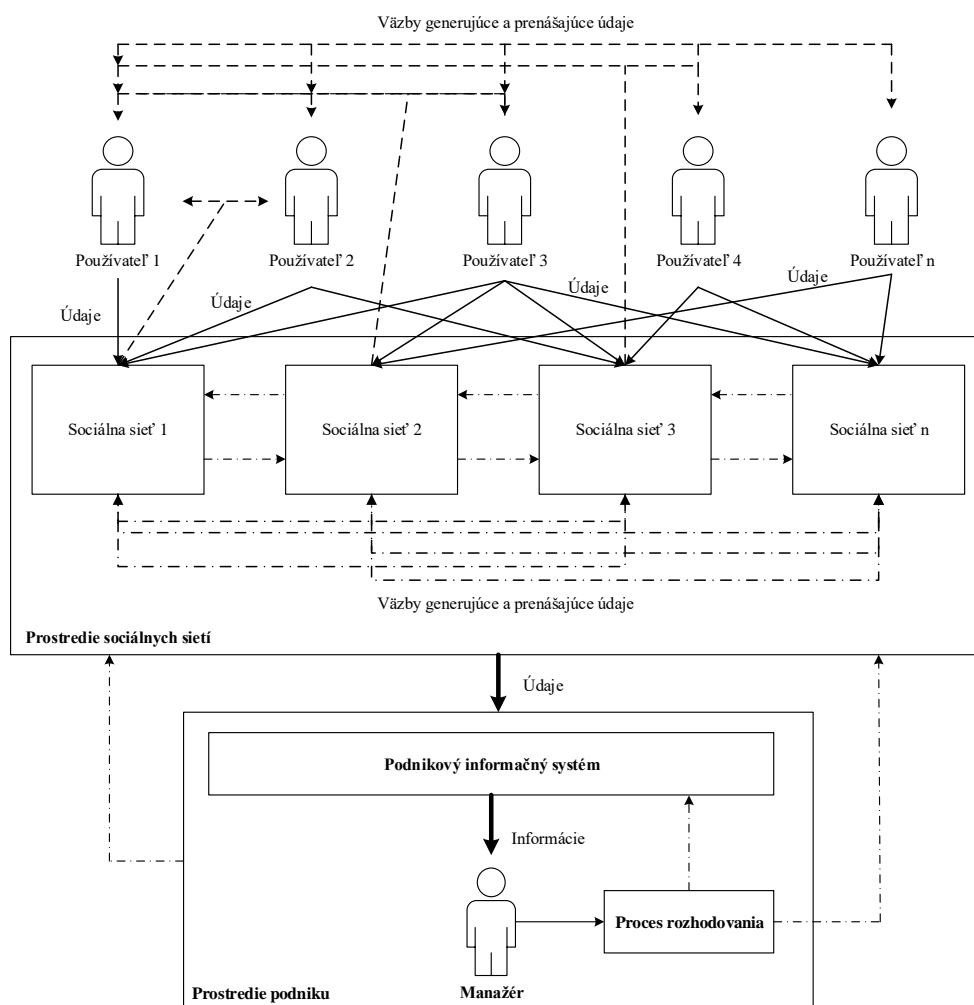 Väzby generujúce a prenášajúce údaje
Používateľ 1
Používateľ 2
Používateľ 3
Používateľ 4
Používateľ n
Údaje
Údaje
Údaje
Údaje
Sociálna sieť 1
Sociálna sieť 2
Sociálna sieť 3
Sociálna sieť n
Väzby generujúce a prenášajúce údaje
Prostredie sociálnych sietí
Údaje
Podnikový informačný systém
Informácie
Proces rozhodovania
Manažér
Prostredie podniku